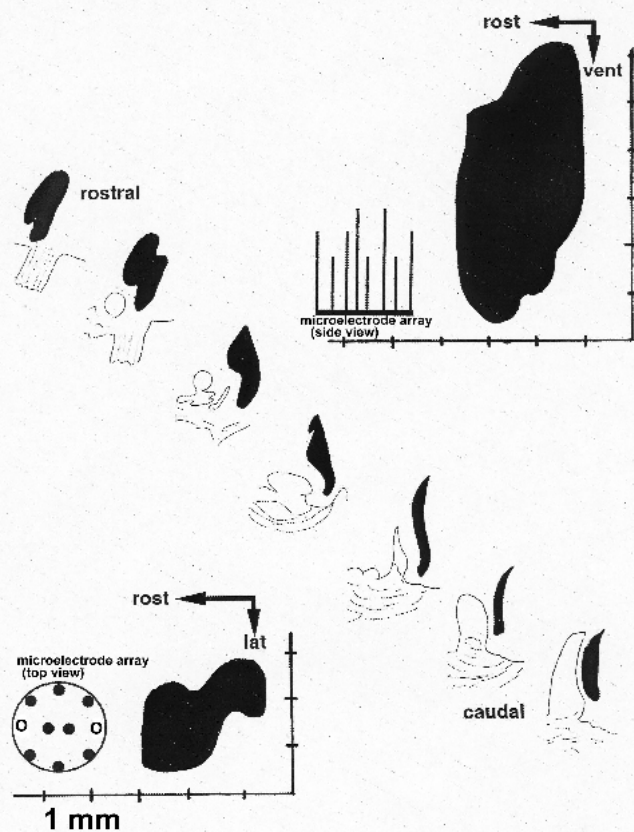 rost
vent
rostral
microelectrode array
(side view)
rost
lat
microelectrode array
(top view)
O
O
caudal
1 mm